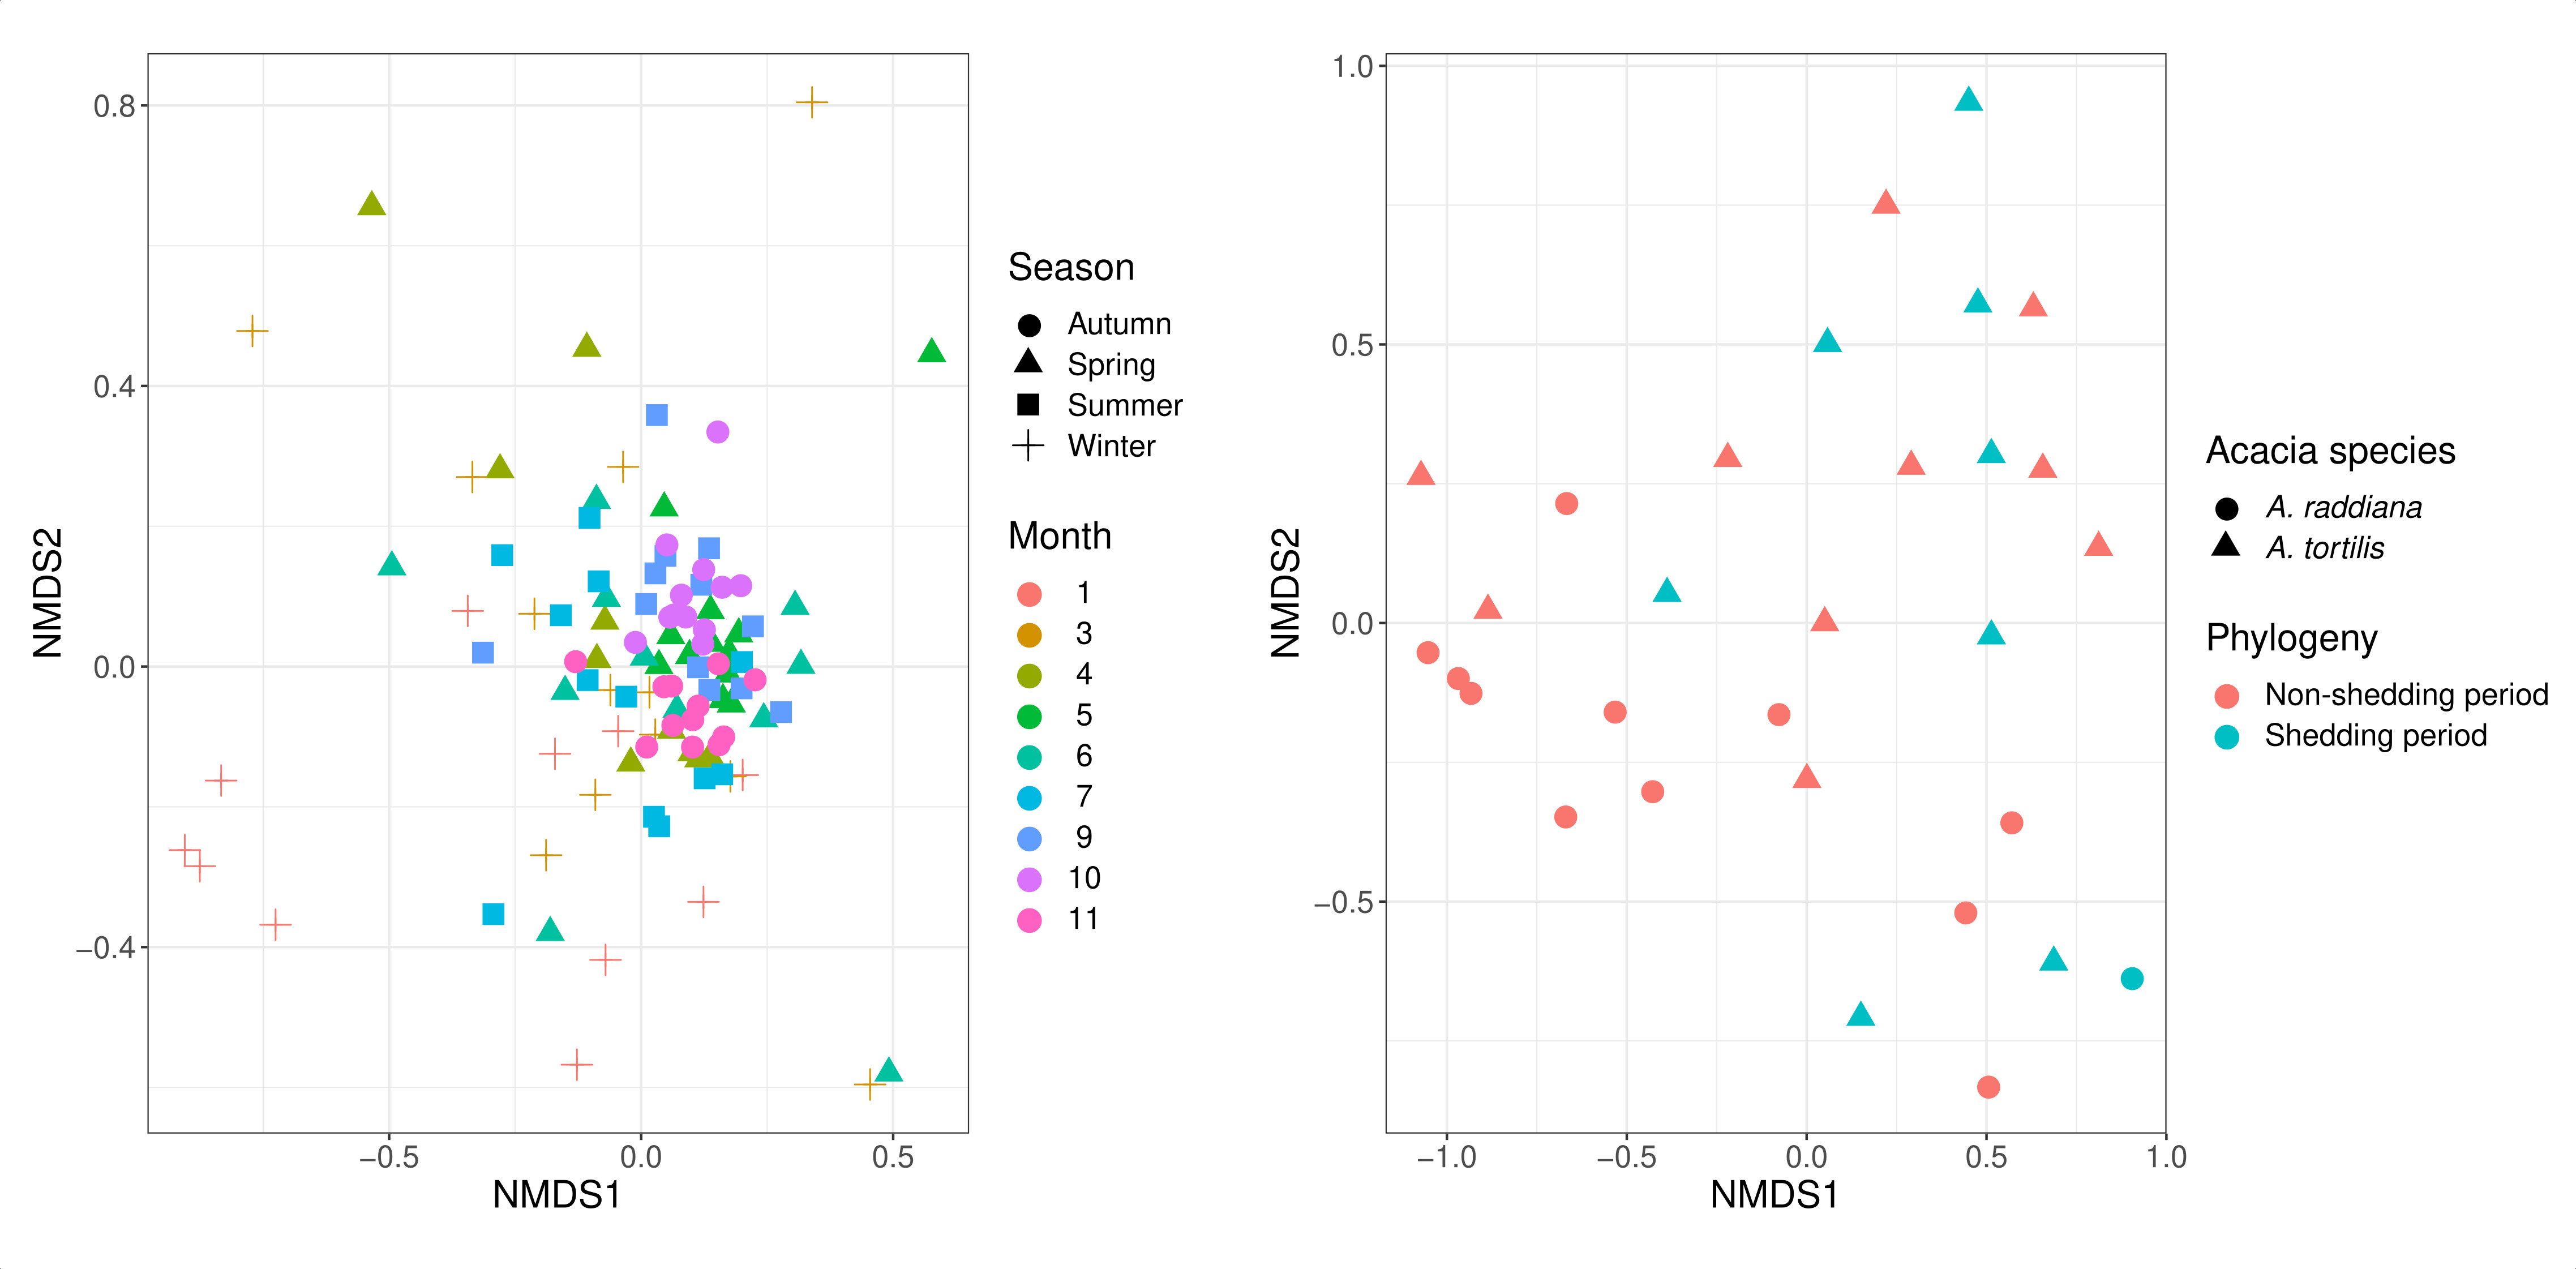 0.8
0.4
0.0
−0.4
NMDS2
−0.5
0.0
0.5
NMDS1
Season
Autumn
Spring
Summer
Winter
Month
1
3
4
5
6
7
9
10
11
1.0
0.5
0.0
−0.5
NMDS2
−1.0
−0.5
0.0
0.5
1.0
NMDS1
Acacia species
A. raddiana
A. tortilis
Phylogeny
Non-shedding period
Shedding period